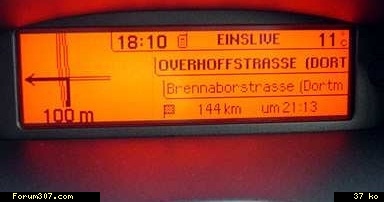 18:10 EINSLIVE 11°C
OVERHOFFSTRASSE (DORT
Brennaborstrasse (Dortm
100 m 144 km um 21:13
Forum307.com 37 ko